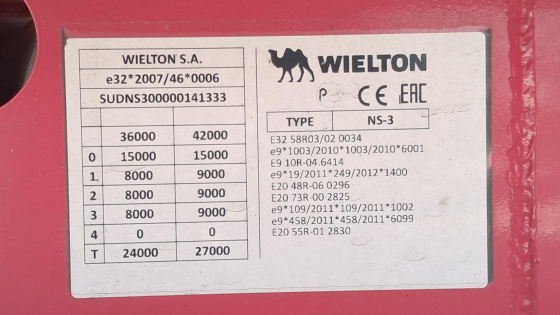 WIELTON S.A.
e32*2007/46*0006
SUDNS300000141333
36000 42000
0 15000 15000
1 8000 9000
2 8000 9000
3 8000 9000
4 0 0
T 24000 27000
WIELTON
P CE EAC
TYPE NS-3
E32 58R03/02 0034
e9*1003/2010*1003/2010*6001
E9 10R-04.6414
e9*19/2011*249/2012*1400
E20 48R-06 0296
E20 73R-00 2825
e9*109/2011*109/2011*1002
e9*458/2011*458/2011*6099
E20 55R-01 2830